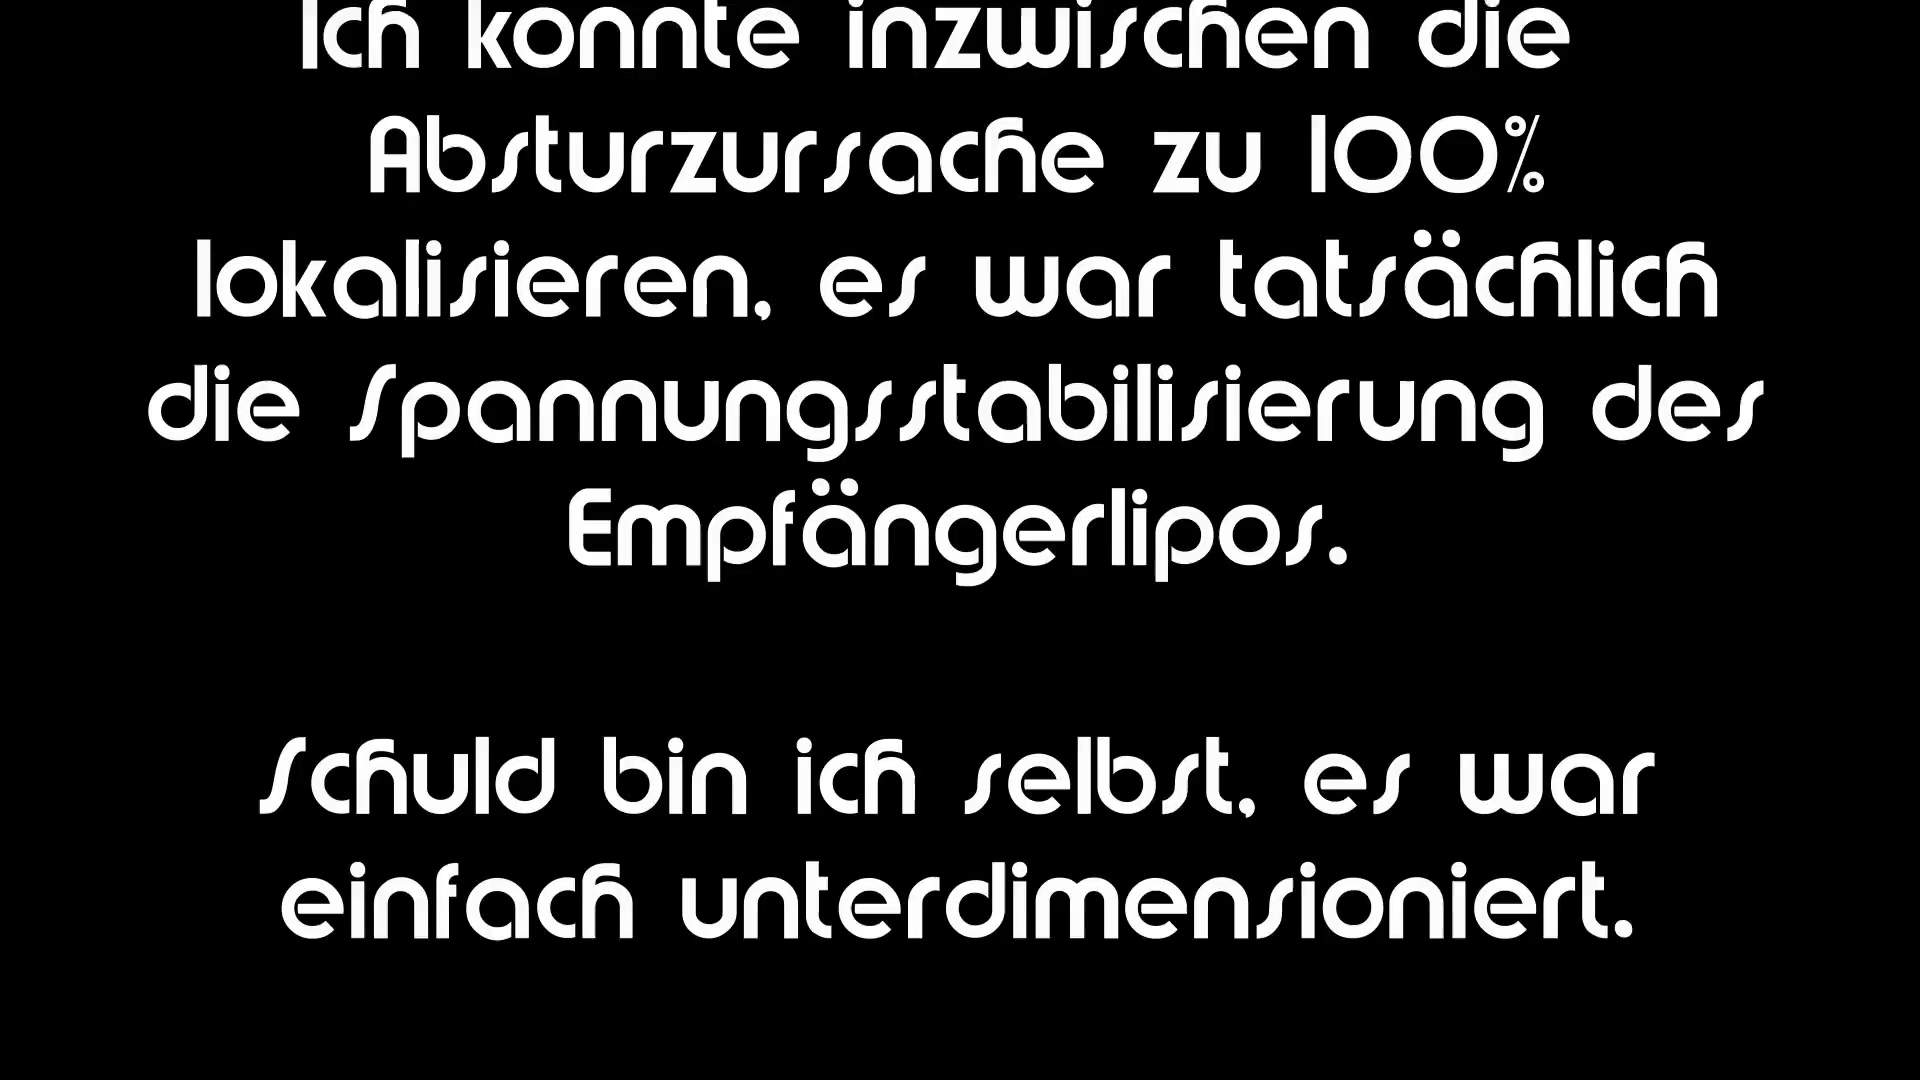 Ich konnte inzwischen die
Absturzursache zu 100%
lokalisieren, es war tatsächlich
die Spannungsstabilisierung des
Empfängerlipos.
Schuld bin ich selbst, es war
einfach unterdimensioniert.